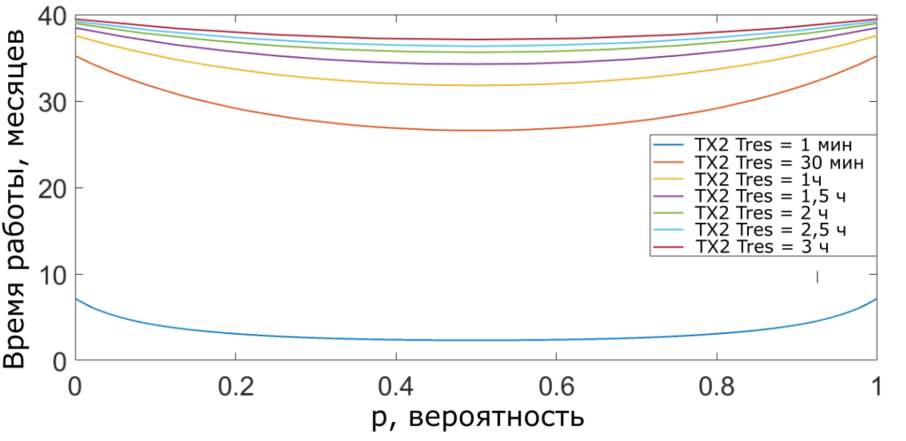 40
30
20
10
0
Время работы, месяцев
TX2 Tres = 1 мин
TX2 Tres = 30 мин
TX2 Tres = 1ч
TX2 Tres = 1,5 ч
TX2 Tres = 2 ч
TX2 Tres = 2,5 ч
TX2 Tres = 3 ч
0 0.2 0.4 0.6 0.8 1
р, вероятность